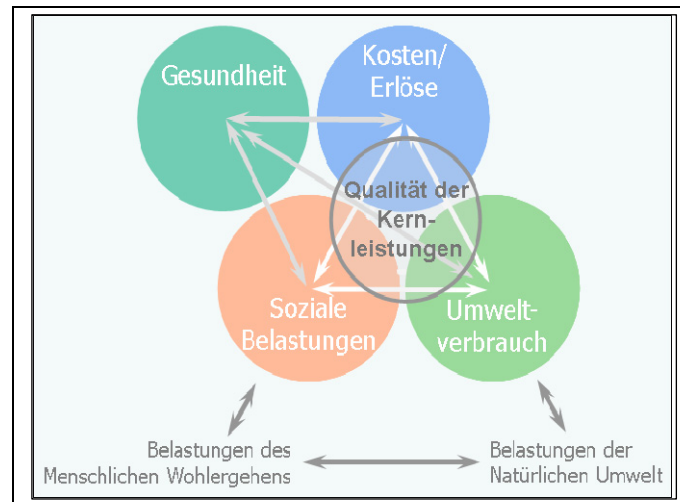 Gesundheit
Kosten/
Erlöse
Qualität der
Kern-
leistungen
Soziale
Belastungen
Umwelt-
verbrauch
Belastungen des
Menschlichen Wohlergehens
Belastungen der
Natürlichen Umwelt